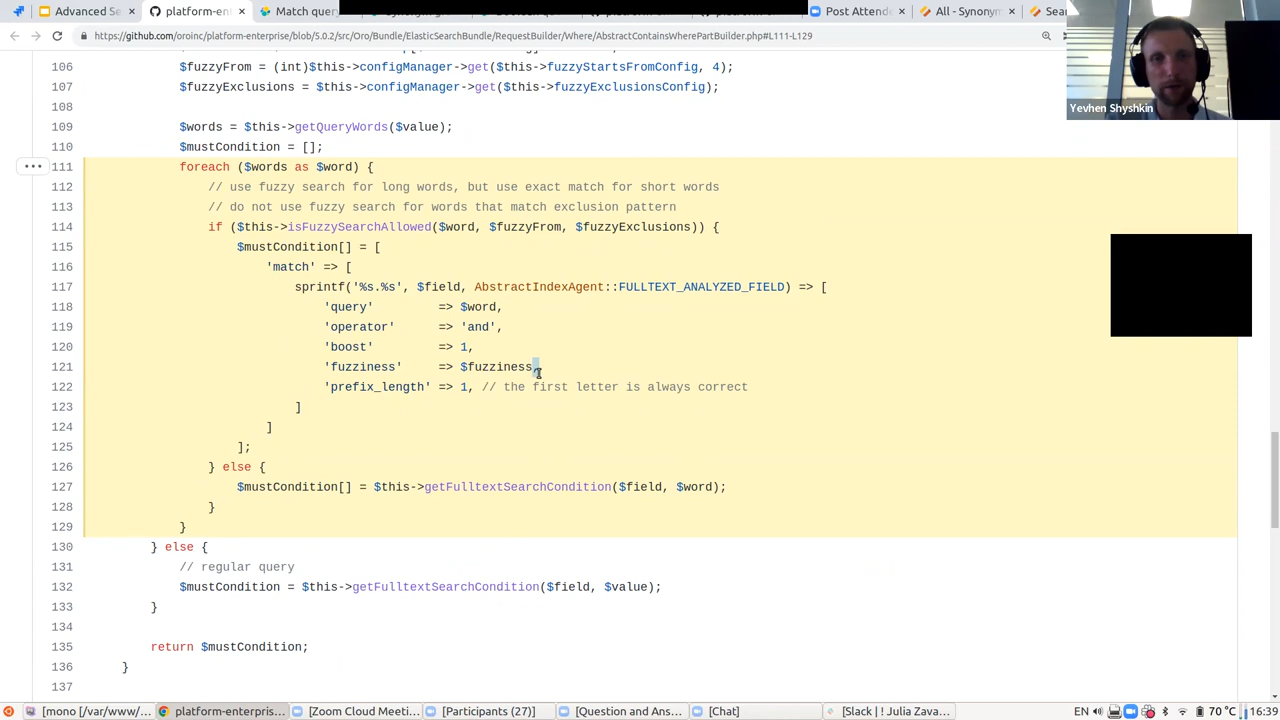 Advanced Se
platform-ent
Match query
Post Attende
All - Synonym
Sear
https://github.com/oroinc/platform-enterprise/blob/5.0.2/src/Oro/Bundle/ElasticSearchBundle/RequestBuilder/Where/AbstractContainsWherePartBuilder.php#L111-L129
Yevhen Shyshkin
106 $fuzzyFrom = (int)$this->configManager->get($this->fuzzyStartsFromConfig, 4);
107 $fuzzyExclusions = $this->configManager->get($this->fuzzyExclusionsConfig);
108
109 $words = $this->getQueryWords($value);
110 $mustCondition = [];
111 foreach ($words as $word) {
112 // use fuzzy search for long words, but use exact match for short words
113 // do not use fuzzy search for words that match exclusion pattern
114 if ($this->isFuzzySearchAllowed($word, $fuzzyFrom, $fuzzyExclusions)) {
115 $mustCondition[] = [
116 'match' => [
117 sprintf('%s.%s', $field, AbstractIndexAgent::FULLTEXT_ANALYZED_FIELD) => [
118 'query' => $word,
119 'operator' => 'and',
120 'boost' => 1,
121 'fuzziness' => $fuzziness,
122 'prefix_length' => 1, // the first letter is always correct
123 ]
124 ]
125 ];
126 } else {
127 $mustCondition[] = $this->getFulltextSearchCondition($field, $word);
128 }
129 }
130 } else {
131 // regular query
132 $mustCondition = $this->getFulltextSearchCondition($field, $value);
133 }
134
135 return $mustCondition;
136 }
137
[mono [/var/www/...
platform-enterpris...
[Zoom Cloud Meeti...
[Participants (27)]
[Question and Ans...
[Chat]
[Slack | ! Julia Zava...
EN
70 °C
16:39